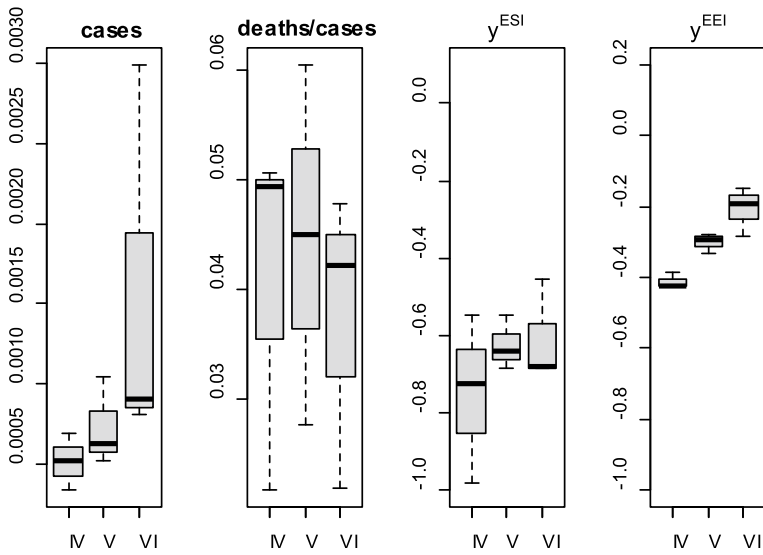 cases
0.0030
0.0025
0.0020
0.0015
0.0010
0.0005
IV V VI
deaths/cases
0.06
0.05
0.04
0.03
IV V VI
y^ESI
0.0
-0.2
-0.4
-0.6
-0.8
-1.0
IV V VI
y^EEI
0.2
0.0
-0.2
-0.4
-0.6
-0.8
-1.0
IV V VI